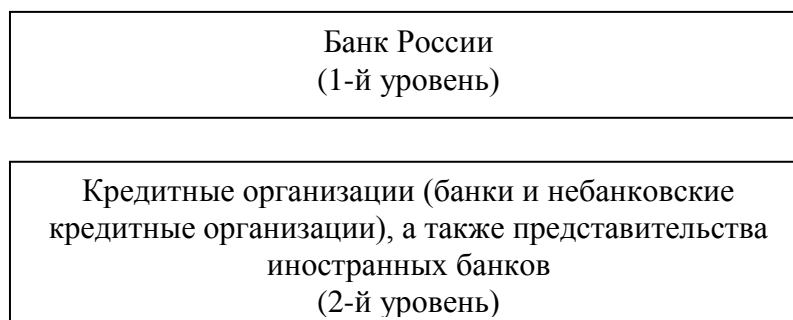 Банк России
(1-й уровень)
Кредитные организации (банки и небанковские
кредитные организации), а также представительства
иностранных банков
(2-й уровень)